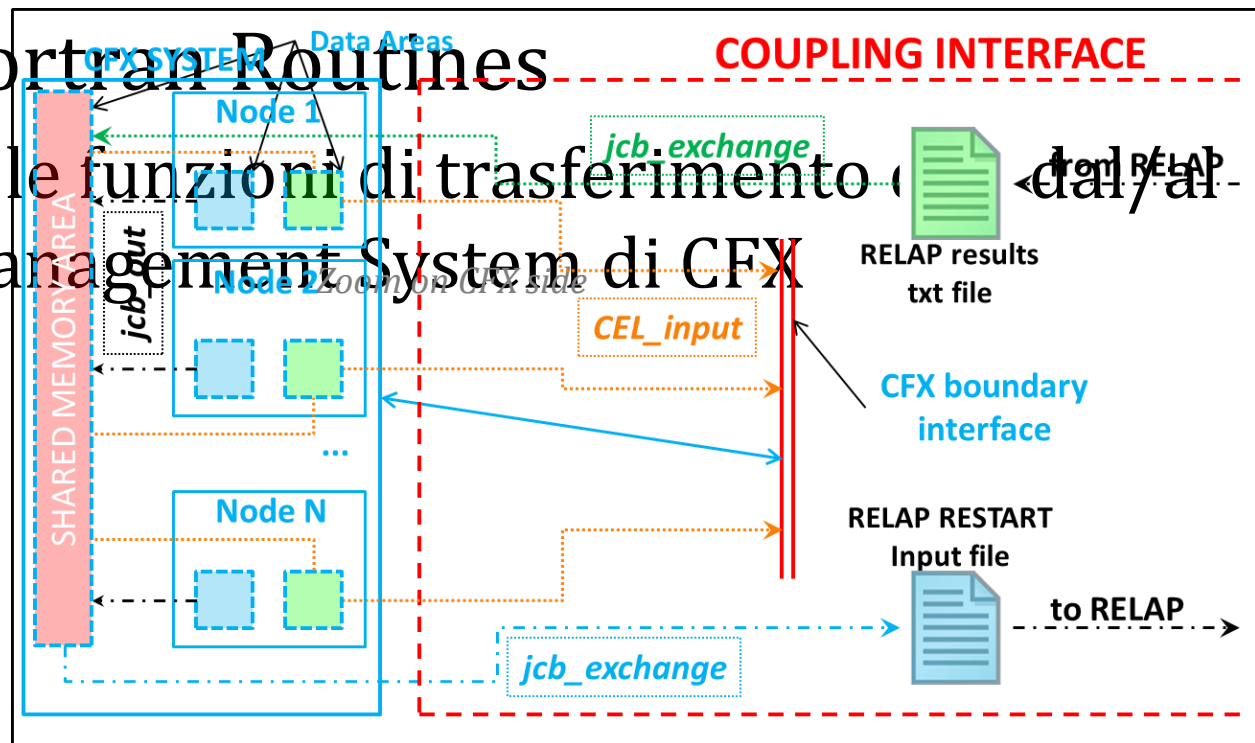 ortran Routines
CFX SYSTEM
Data Areas
COUPLING INTERFACE
Node 1
jcb_exchange
le funzioni di trasferimento
dal/al
from RELAP
RELAP results
txt file
anagement System di CFX
Node 2
Zoom on CFX side
jcb_out
SHARED MEMORY AREA
CEL_input
CFX boundary
interface
...
Node N
RELAP RESTART
Input file
to RELAP
jcb_exchange